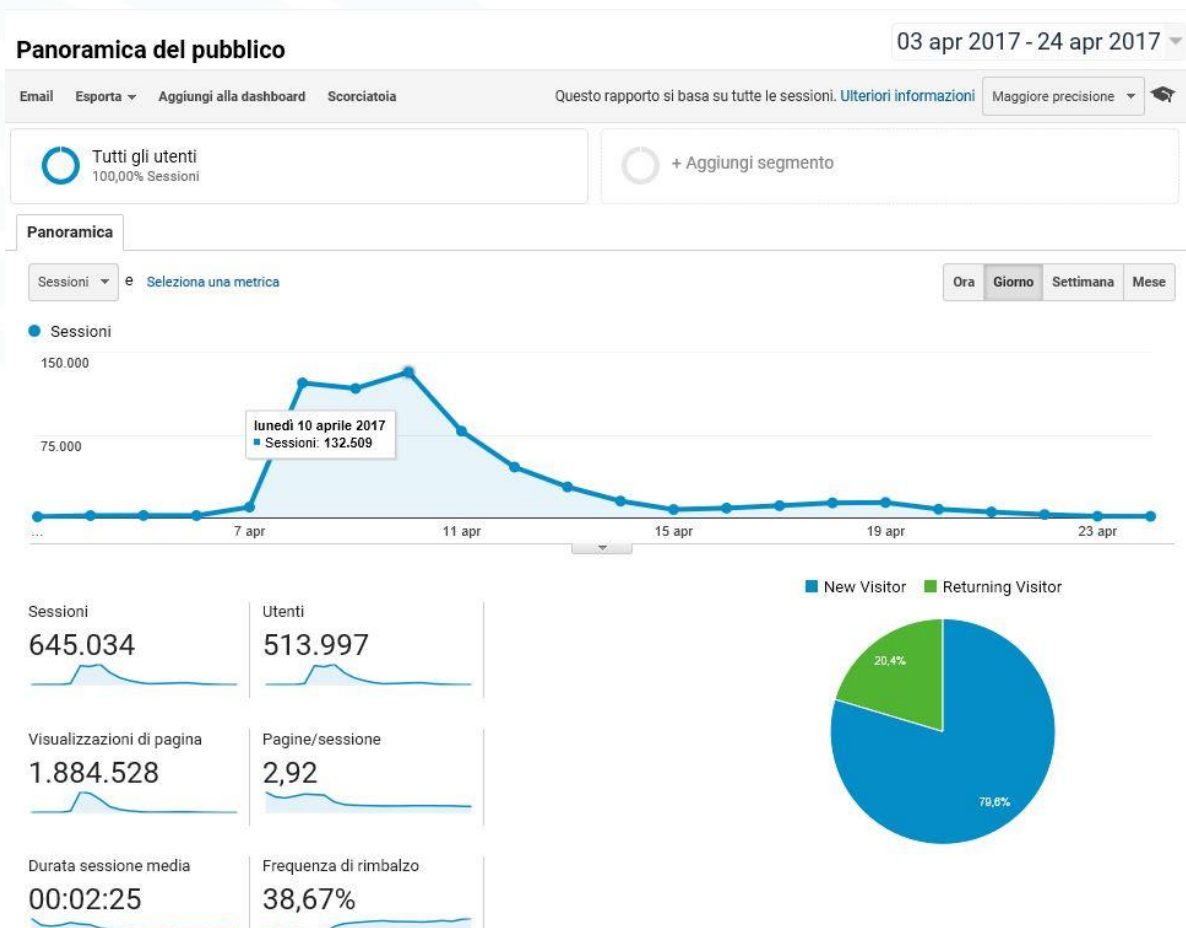 Panoramica del pubblico
03 apr 2017 - 24 apr 2017
Email Esporta Aggiungi alla dashboard Scorciatoia Questo rapporto si basa su tutte le sessioni. Ulteriori informazioni Maggiore precisione
Tutti gli utenti
100,00% Sessioni
+ Aggiungi segmento
Panoramica
Sessioni e Seleziona una metrica
Ora Giorno Settimana Mese
Sessioni
150.000
75.000
lunedì 10 aprile 2017
Sessioni: 132.509
... 7 apr 11 apr 15 apr 19 apr 23 apr
New Visitor Returning Visitor
Sessioni
645.034
Utenti
513.997
Visualizzazioni di pagina
1.884.528
Pagine/sessione
2,92
Durata sessione media
00:02:25
Frequenza di rimbalzo
38,67%
20,4%
79,6%